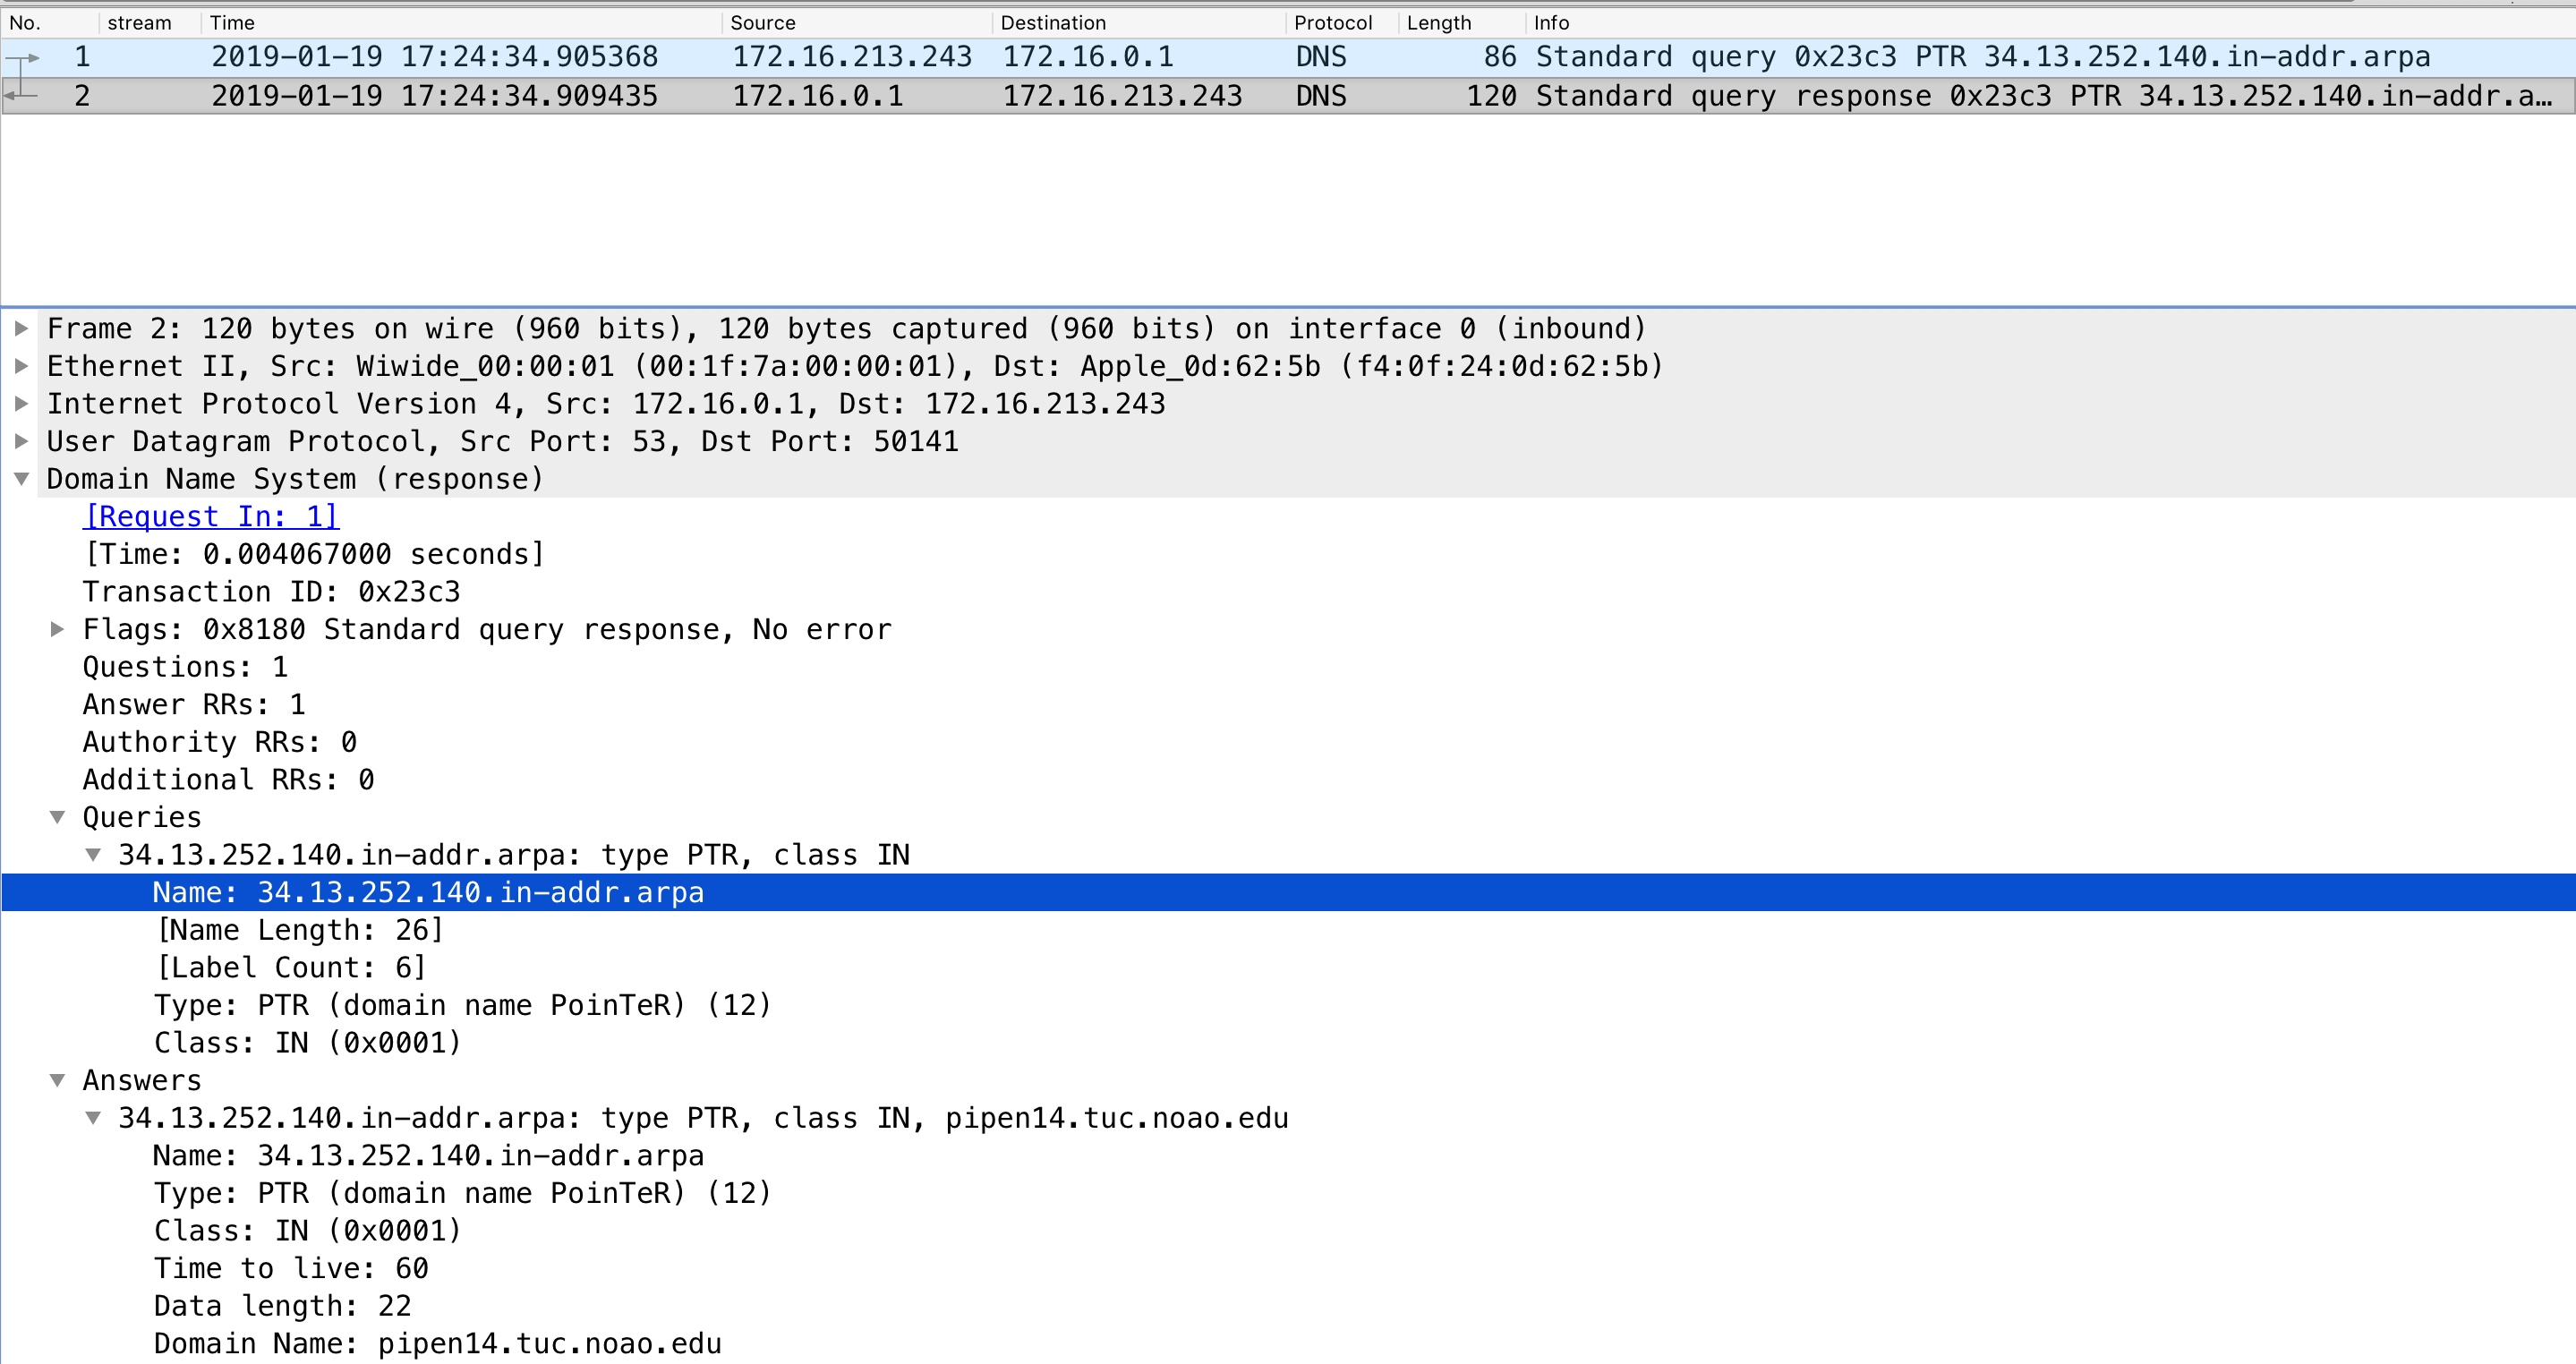 No. stream Time Source Destination Protocol Length Info
1 2019-01-19 17:24:34.905368 172.16.213.243 172.16.0.1 DNS 86 Standard query 0x23c3 PTR 34.13.252.140.in-addr.arpa
2 2019-01-19 17:24:34.909435 172.16.0.1 172.16.213.243 DNS 120 Standard query response 0x23c3 PTR 34.13.252.140.in-addr.a…
Frame 2: 120 bytes on wire (960 bits), 120 bytes captured (960 bits) on interface 0 (inbound)
Ethernet II, Src: Wiwide_00:00:01 (00:1f:7a:00:00:01), Dst: Apple_0d:62:5b (f4:0f:24:0d:62:5b)
Internet Protocol Version 4, Src: 172.16.0.1, Dst: 172.16.213.243
User Datagram Protocol, Src Port: 53, Dst Port: 50141
Domain Name System (response)
[Request In: 1]
[Time: 0.004067000 seconds]
Transaction ID: 0x23c3
Flags: 0x8180 Standard query response, No error
Questions: 1
Answer RRs: 1
Authority RRs: 0
Additional RRs: 0
Queries
34.13.252.140.in-addr.arpa: type PTR, class IN
Name: 34.13.252.140.in-addr.arpa
[Name Length: 26]
[Label Count: 6]
Type: PTR (domain name PoinTeR) (12)
Class: IN (0x0001)
Answers
34.13.252.140.in-addr.arpa: type PTR, class IN, pipen14.tuc.noao.edu
Name: 34.13.252.140.in-addr.arpa
Type: PTR (domain name PoinTeR) (12)
Class: IN (0x0001)
Time to live: 60
Data length: 22
Domain Name: pipen14.tuc.noao.edu